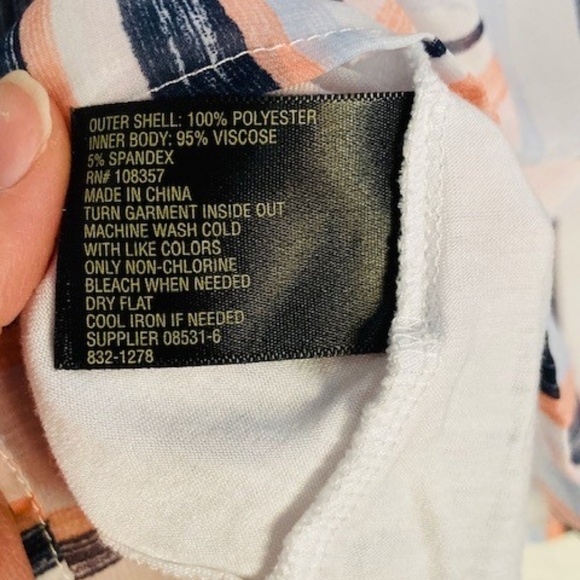 OUTER SHELL: 100% POLYESTER
INNER BODY: 95% VISCOSE
5% SPANDEX
RN# 108357
MADE IN CHINA
TURN GARMENT INSIDE OUT
MACHINE WASH COLD
WITH LIKE COLORS
ONLY NON-CHLORINE
BLEACH WHEN NEEDED
DRY FLAT
COOL IRON IF NEEDED
SUPPLIER 08531-6
832-1278